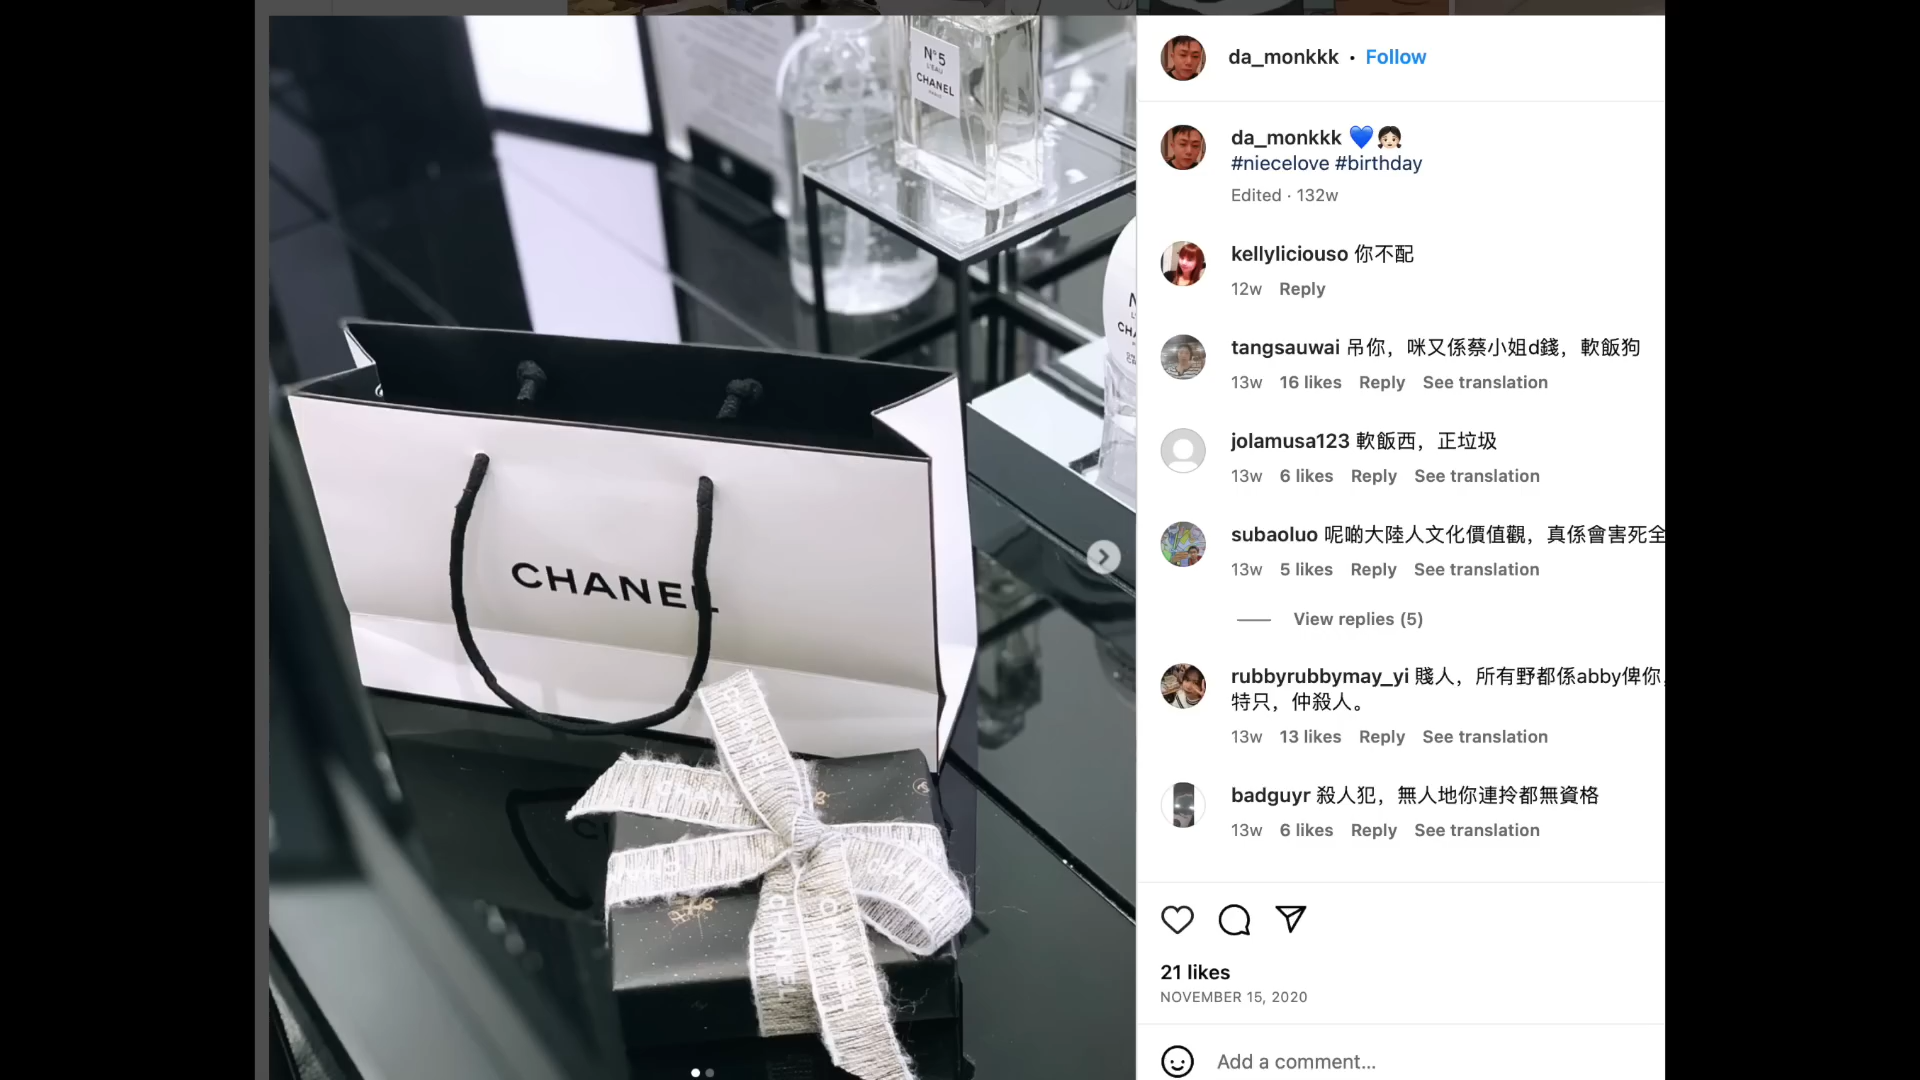 N°5
L'EAU
CHANEL
PARIS
CHANEL
CHANEL
CHANEL
CHANEL
CHANEL
da_monkkk • Follow
da_monkkk 💙👧🏻
#niecelove #birthday
Edited · 132w
kellyliciouso 你不配
12w Reply
tangsauwai 吊你，咪又係蔡小姐d錢，軟飯狗
13w 16 likes Reply See translation
jolamusa123 軟飯西，正垃圾
13w 6 likes Reply See translation
subaoluo 呢啲大陸人文化價值觀，真係會害死全
13w 5 likes Reply See translation
View replies (5)
rubbyrubbymay_yi 賤人，所有野都係abby俾你
特只，仲殺人。
13w 13 likes Reply See translation
badguyr 殺人犯，無人地你連拎都無資格
13w 6 likes Reply See translation
21 likes
NOVEMBER 15, 2020
Add a comment...